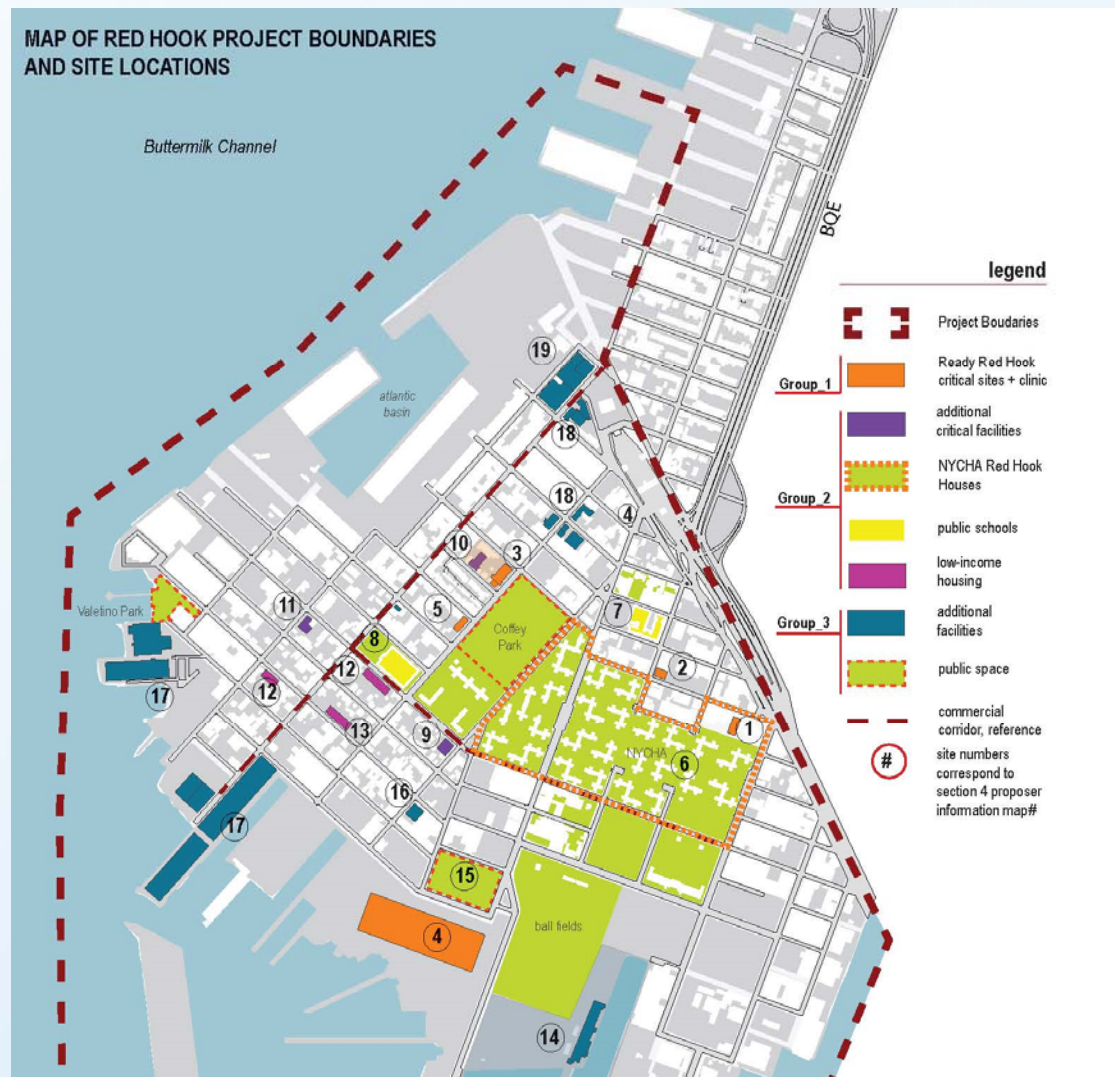 MAP OF RED HOOK PROJECT BOUNDARIES
AND SITE LOCATIONS
Buttermilk Channel
BQE
legend
Project Boudaries
Group_1
Ready Red Hook
critical sites + clinic
additional
critical facilities
Group_2
NYCHA Red Hook
Houses
public schools
low-income
housing
Group_3
additional
facilities
public space
commercial
corridor, reference
#
site numbers
correspond to
section 4 proposer
information map#
19
atlantic
basin
18
18
4
10
3
5
7
Coffey
Park
Valetino Park
11
8
12
2
12
17
13
9
1
NYCHA
6
16
17
15
4
ball fields
14